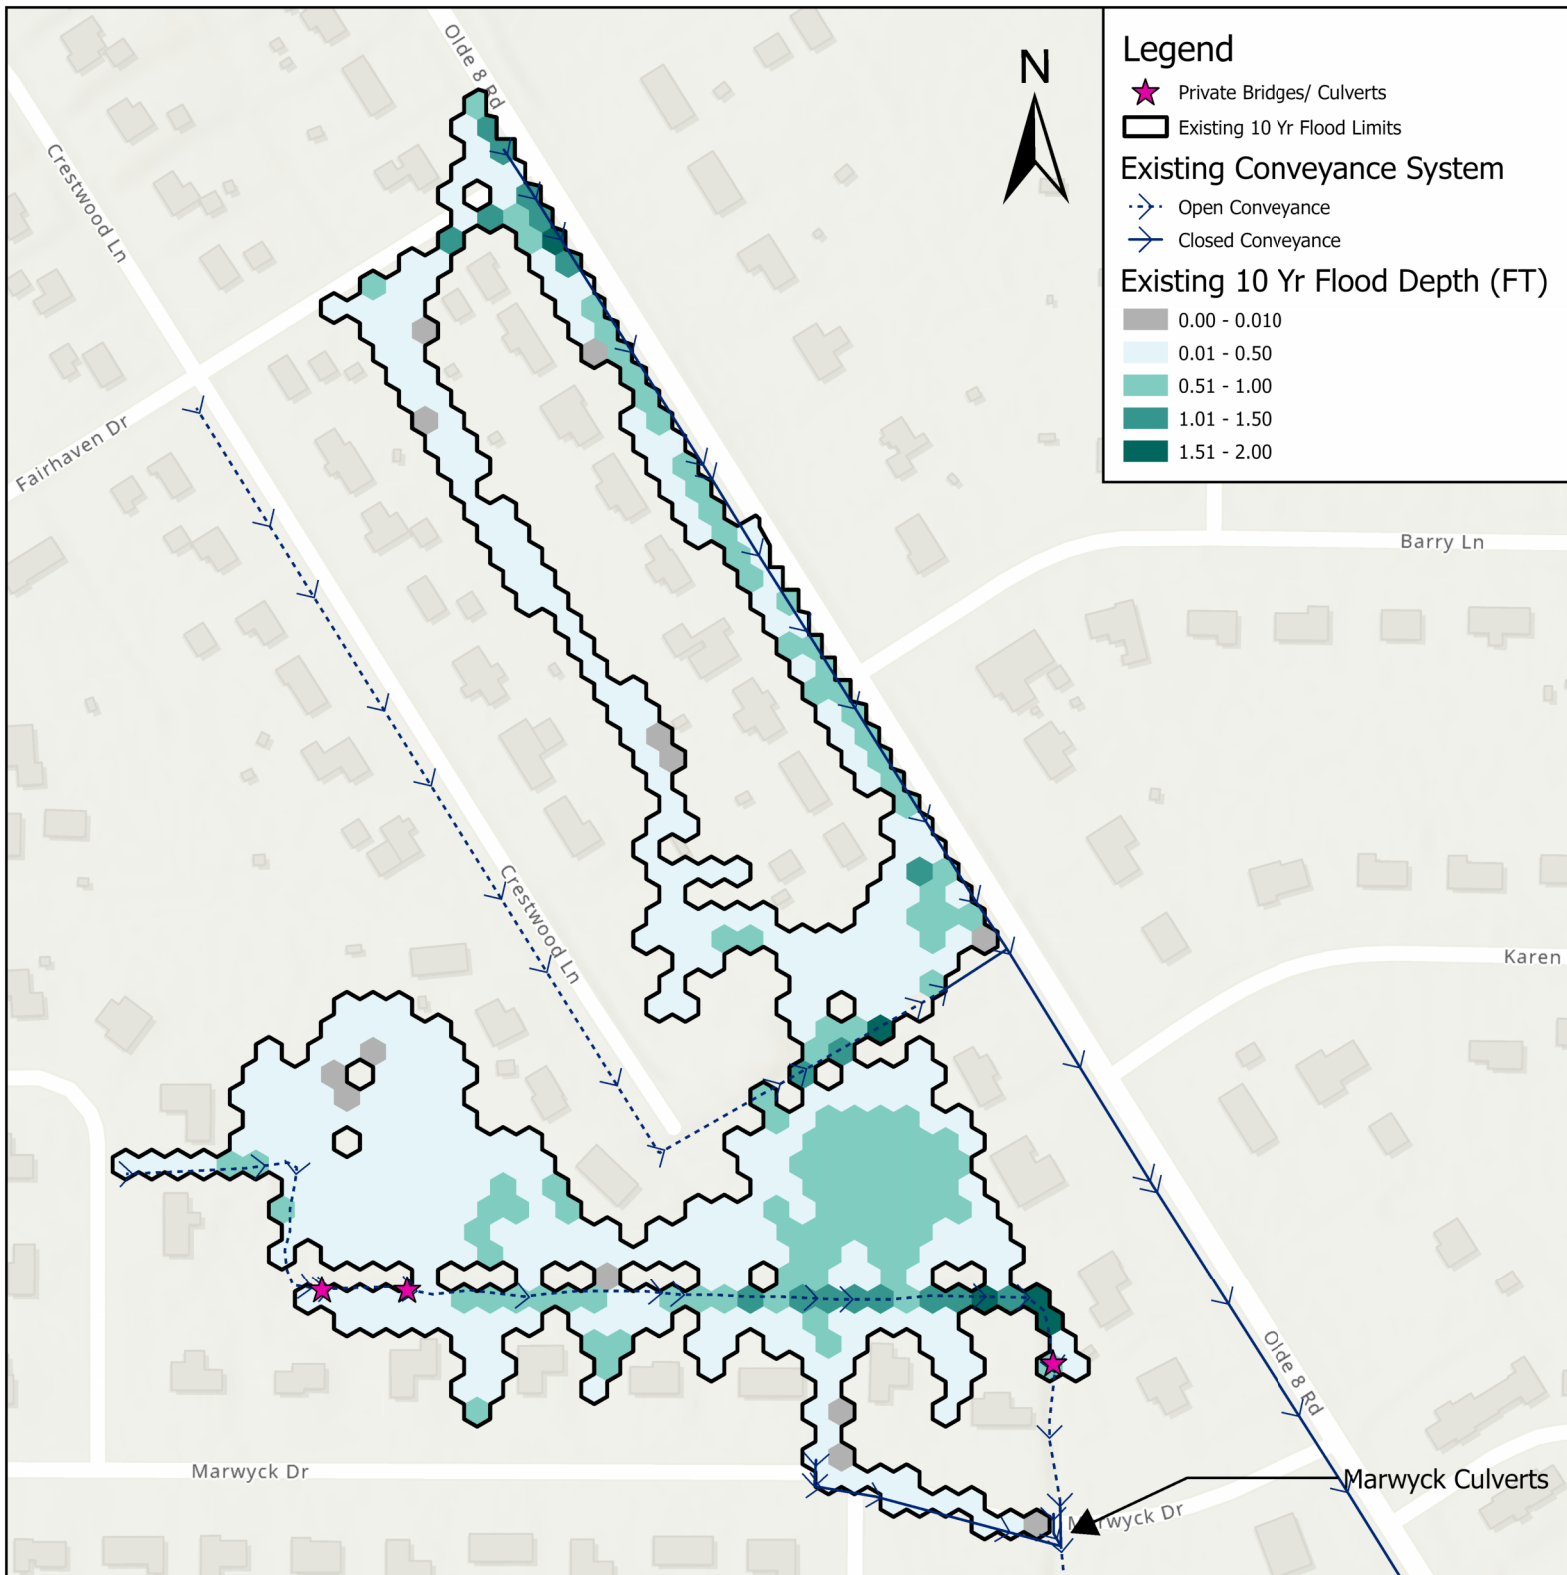 Olde 8 Rd
N
Legend
Private Bridges/ Culverts
Existing 10 Yr Flood Limits
Existing Conveyance System
Open Conveyance
Closed Conveyance
Existing 10 Yr Flood Depth (FT)
0.00 - 0.010
0.01 - 0.50
0.51 - 1.00
1.01 - 1.50
1.51 - 2.00
Crestwood Ln
Fairhaven Dr
Barry Ln
Crestwood Ln
Karen
Olde 8 Rd
Marwyck Dr
Marwyck Culverts
Marwyck Dr